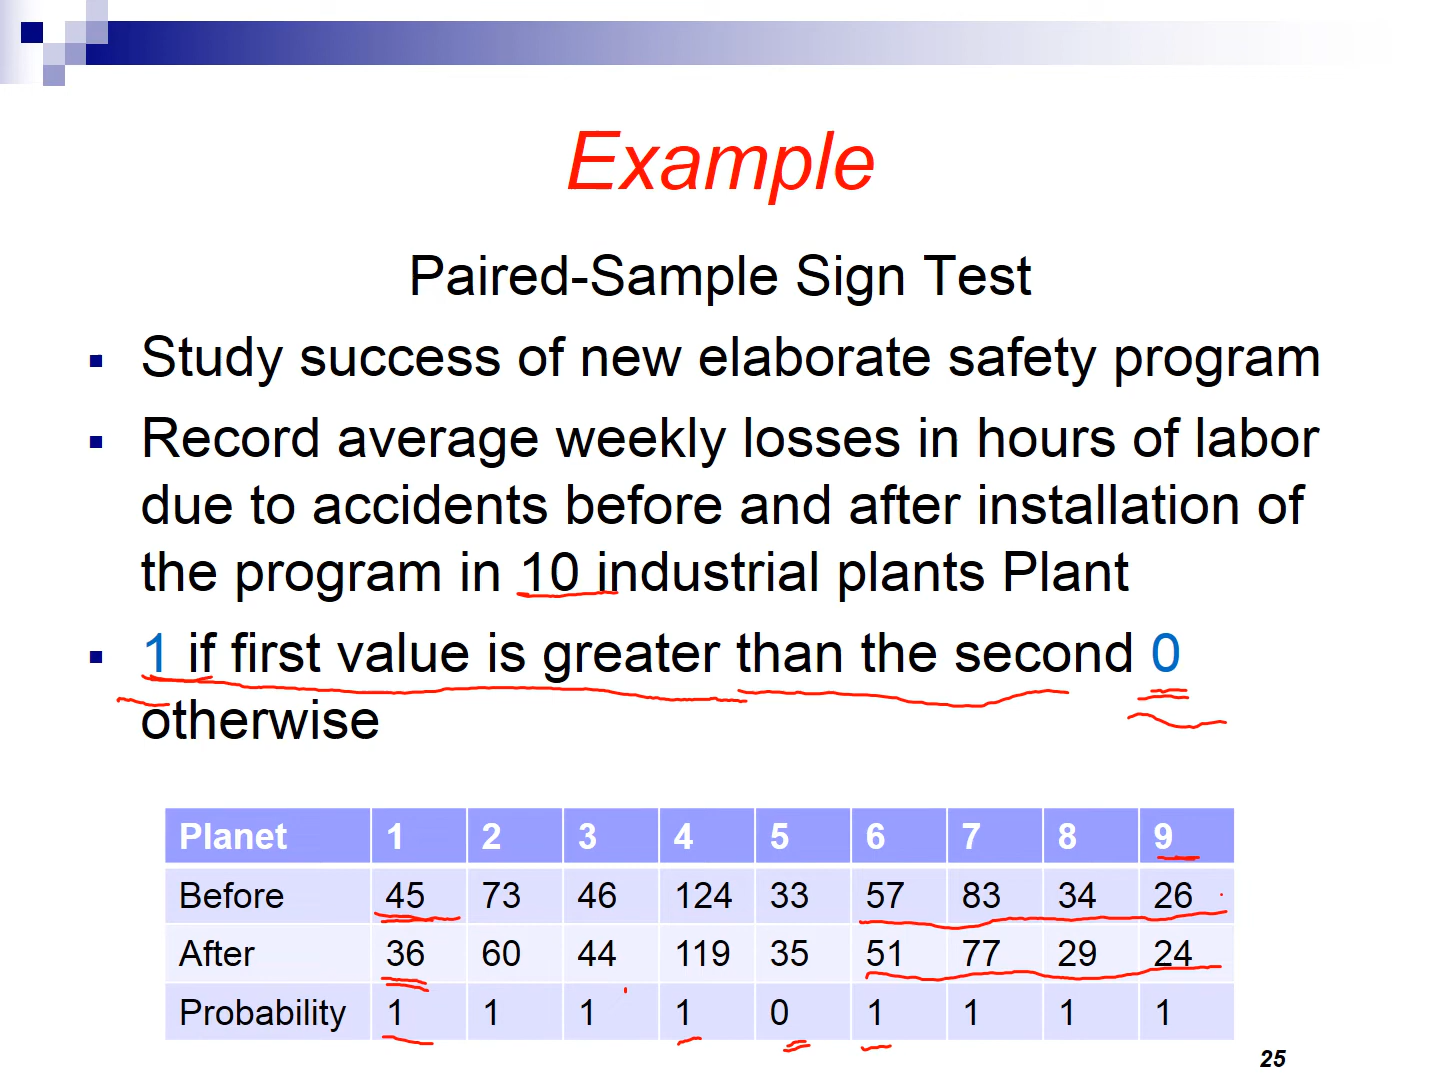 Example
Paired-Sample Sign Test
Study success of new elaborate safety program
Record average weekly losses in hours of labor
due to accidents before and after installation of
the program in 10 industrial plants Plant
1 if first value is greater than the second 0
otherwise
Planet 1 2 3 4 5 6 7 8 9
Before 45 73 46 124 33 57 83 34 26
After 36 60 44 119 35 51 77 29 24
Probability 1 1 1 1 0 1 1 1 1
25